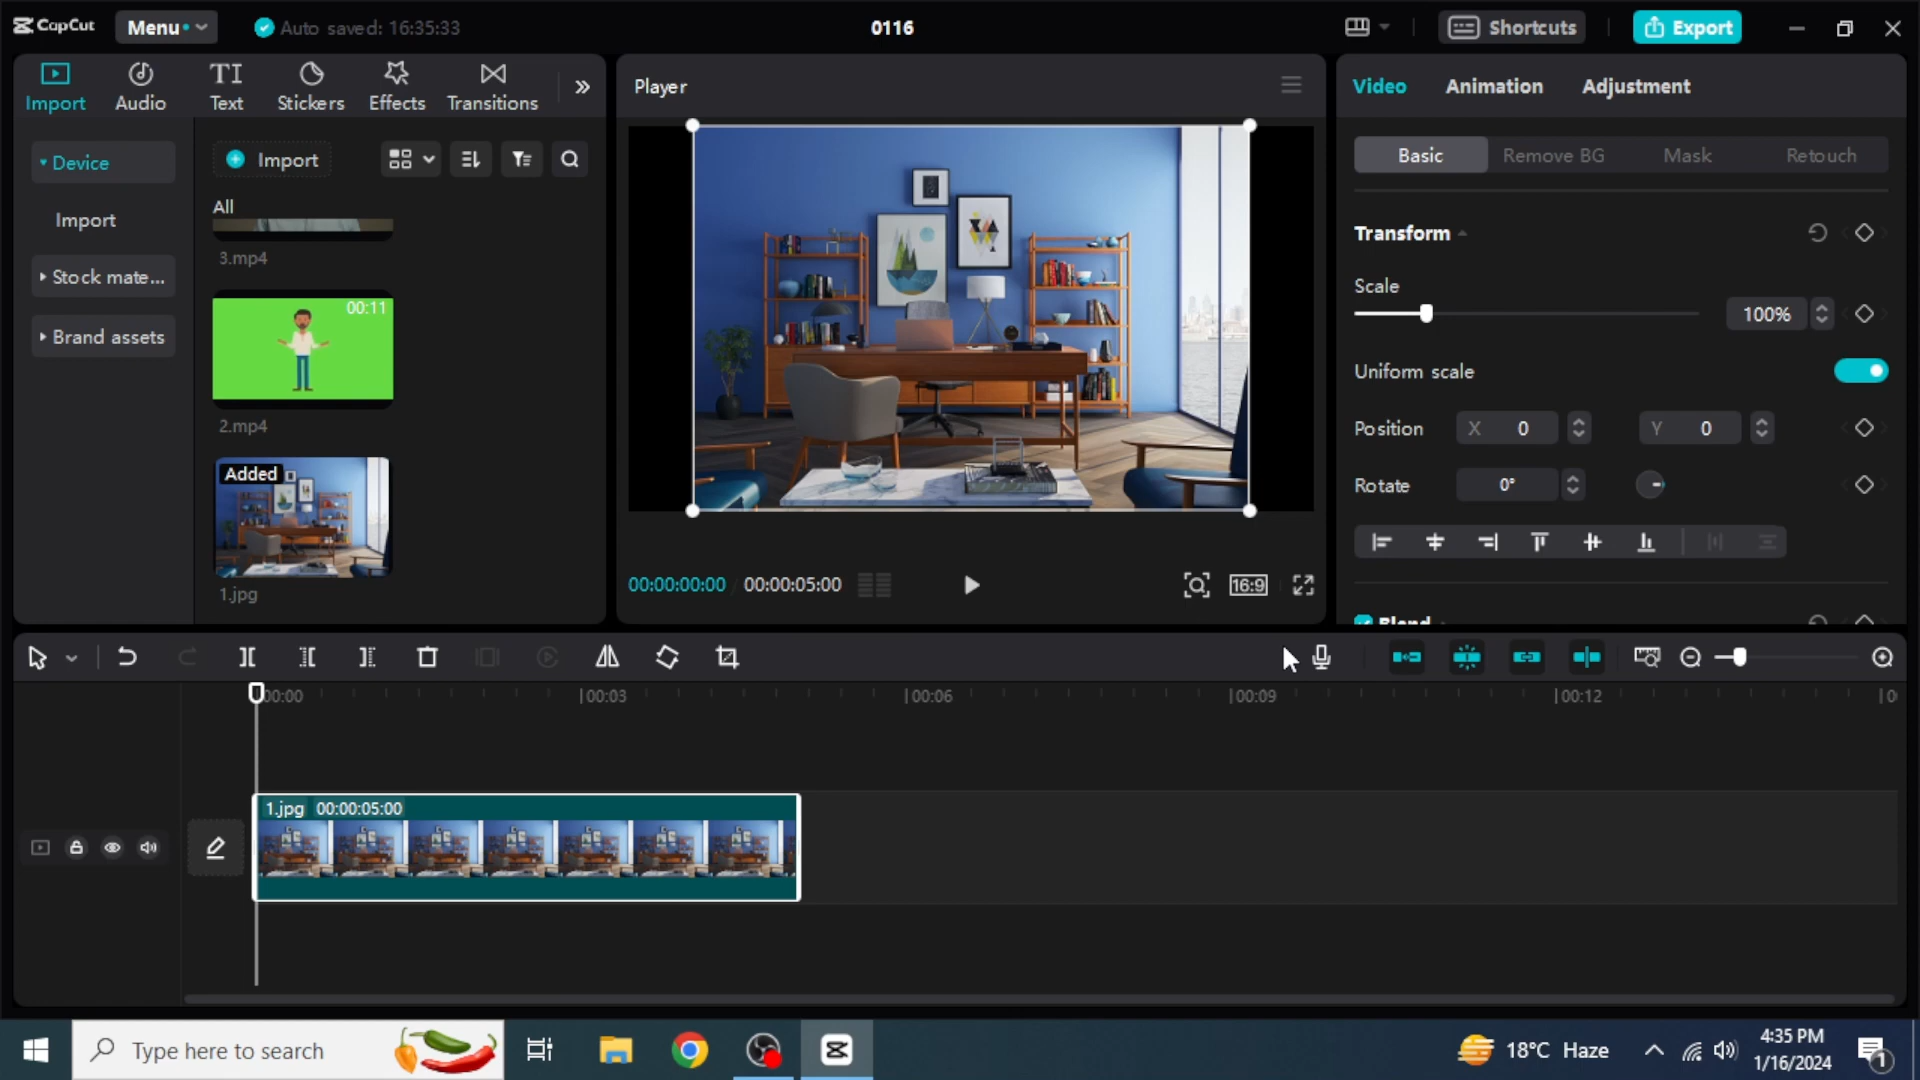 CapCut Menu Auto saved: 16:35:33 0116 Shortcuts Export
Import Audio TI Text Stickers Effects Transitions
Player
Video Animation Adjustment
Device
Import
Stock mate...
Brand assets
Import
All
3.mp4
00:11
2.mp4
Added
1.jpg
00:00:00:00 / 00:00:05:00 16:9
Basic Remove BG Mask Retouch
Transform
Scale
100%
Uniform scale
Position X 0 Y 0
Rotate 0°
Blend
00:00 00:03 00:06 00:09 00:12 0
1.jpg 00:00:05:00
Type here to search
18°C Haze
4:35 PM
1/16/2024
1